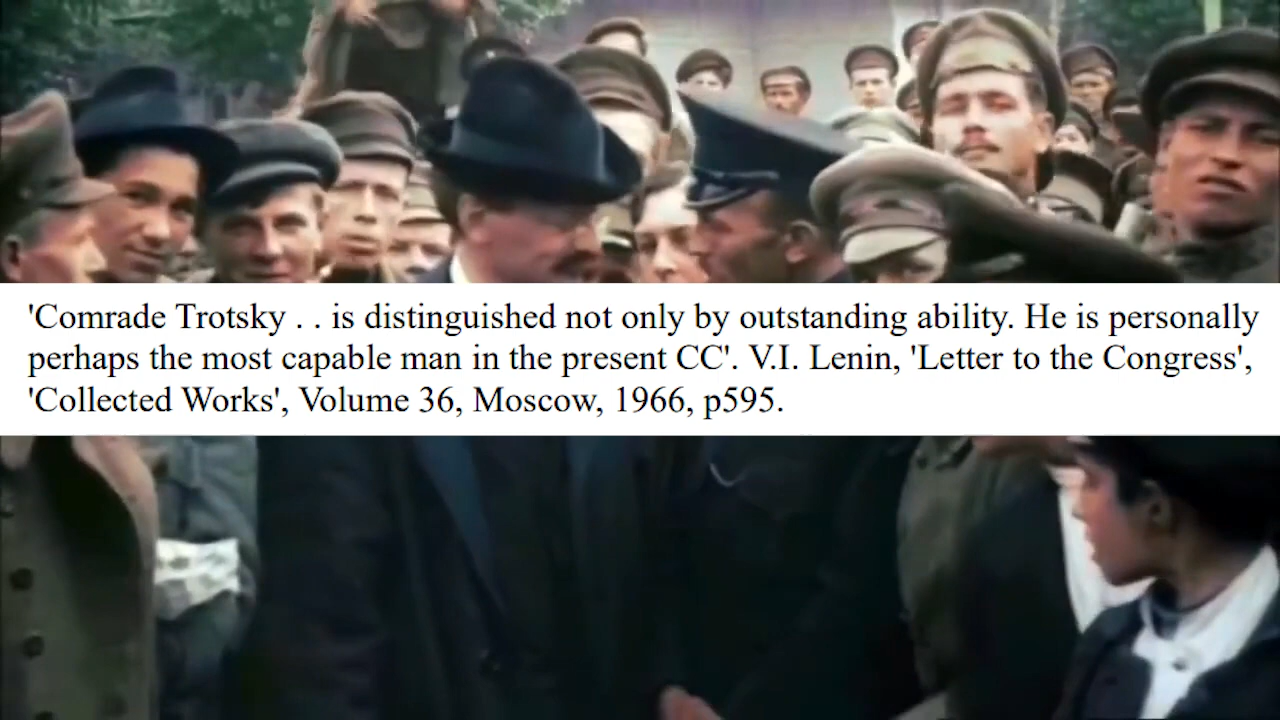 'Comrade Trotsky . . is distinguished not only by outstanding ability. He is personally
perhaps the most capable man in the present CC'. V.I. Lenin, 'Letter to the Congress',
'Collected Works', Volume 36, Moscow, 1966, p595.